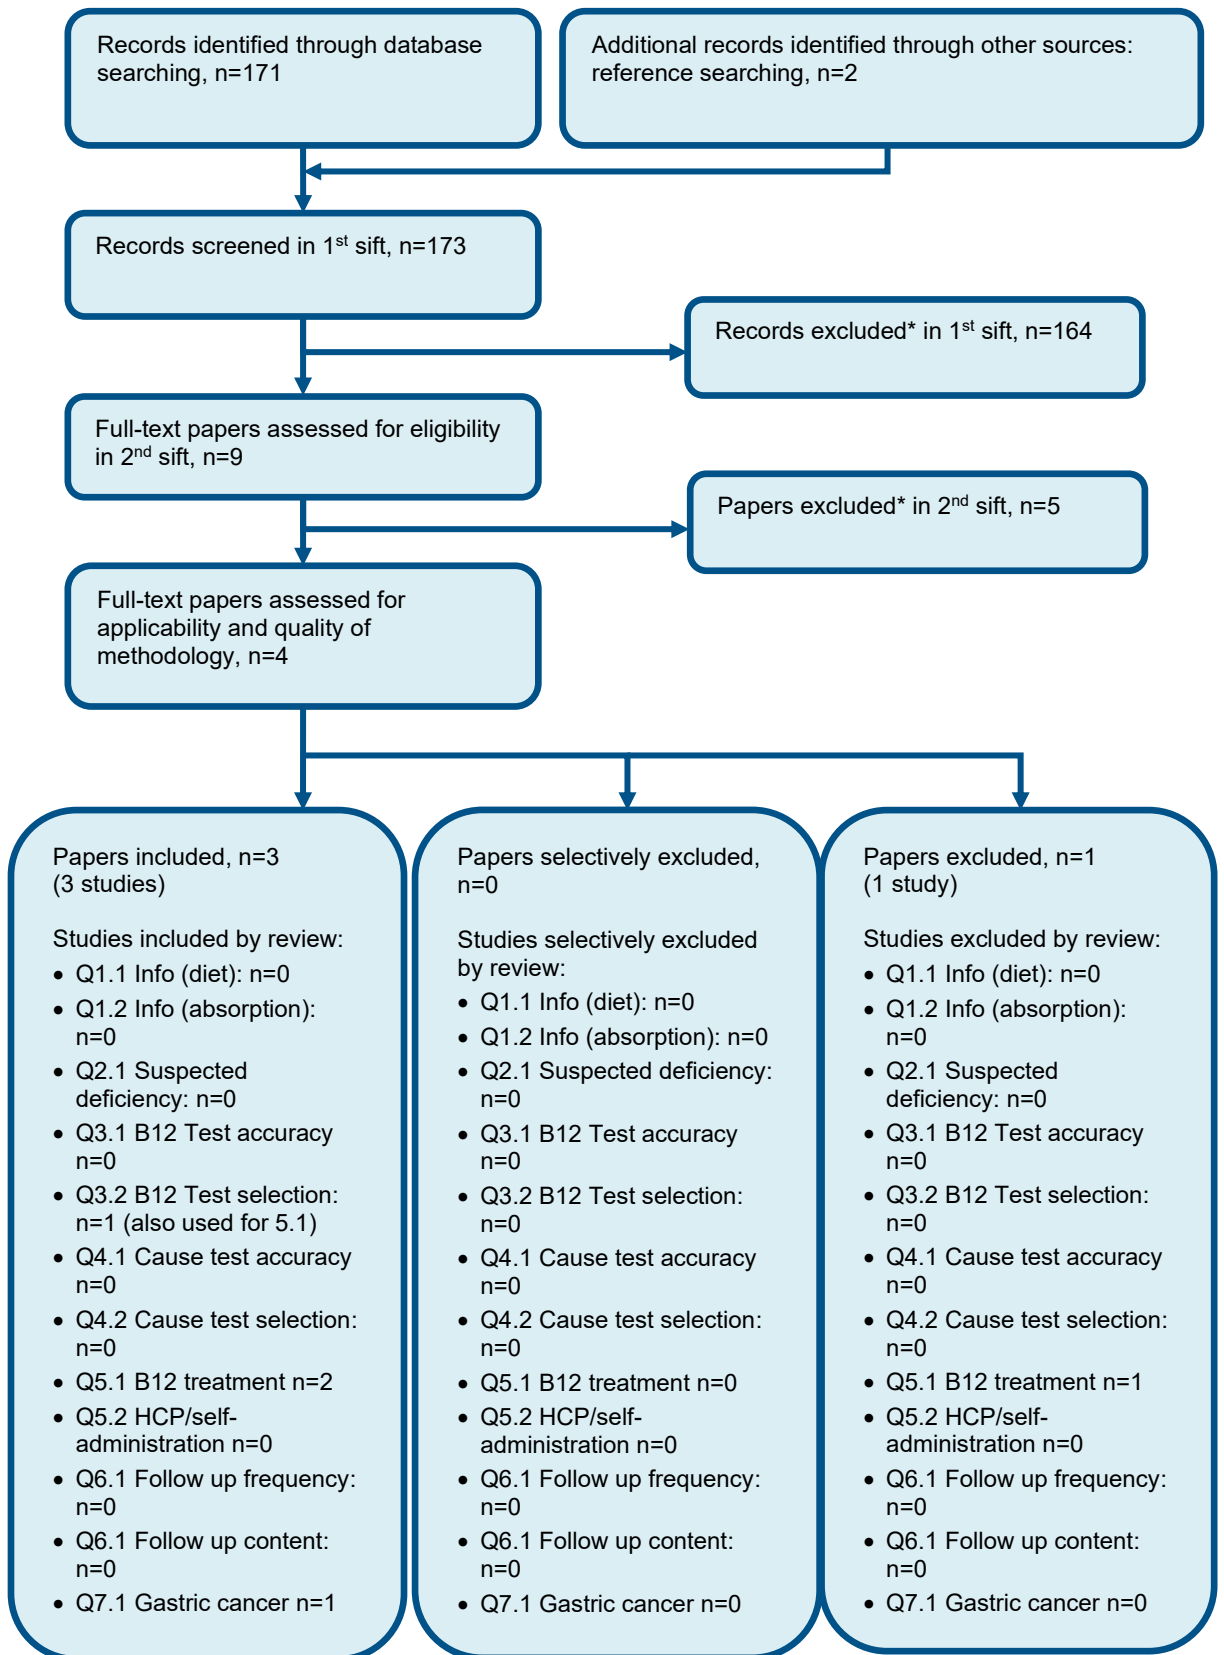 Records identified through database
searching, n=171
Additional records identified through other sources:
reference searching, n=2
Records screened in 1st sift, n=173
Records excluded* in 1st sift, n=164
Full-text papers assessed for eligibility
in 2nd sift, n=9
Papers excluded* in 2nd sift, n=5
Full-text papers assessed for
applicability and quality of
methodology, n=4
Papers included, n=3
(3 studies)
Studies included by review:
• Q1.1 Info (diet): n=0
• Q1.2 Info (absorption):
n=0
• Q2.1 Suspected
deficiency: n=0
• Q3.1 B12 Test accuracy
n=0
• Q3.2 B12 Test selection:
n=1 (also used for 5.1)
• Q4.1 Cause test accuracy
n=0
• Q4.2 Cause test selection:
n=0
• Q5.1 B12 treatment n=2
• Q5.2 HCP/self-
administration n=0
• Q6.1 Follow up frequency:
n=0
• Q6.1 Follow up content:
n=0
• Q7.1 Gastric cancer n=1
Papers selectively excluded,
n=0
Studies selectively excluded
by review:
• Q1.1 Info (diet): n=0
• Q1.2 Info (absorption): n=0
• Q2.1 Suspected deficiency:
n=0
• Q3.1 B12 Test accuracy
n=0
• Q3.2 B12 Test selection:
n=0
• Q4.1 Cause test accuracy
n=0
• Q4.2 Cause test selection:
n=0
• Q5.1 B12 treatment n=0
• Q5.2 HCP/self-
administration n=0
• Q6.1 Follow up frequency:
n=0
• Q6.1 Follow up content:
n=0
• Q7.1 Gastric cancer n=0
Papers excluded, n=1
(1 study)
Studies excluded by review:
• Q1.1 Info (diet): n=0
• Q1.2 Info (absorption):
n=0
• Q2.1 Suspected
deficiency: n=0
• Q3.1 B12 Test accuracy
n=0
• Q3.2 B12 Test selection:
n=0
• Q4.1 Cause test accuracy
n=0
• Q4.2 Cause test selection:
n=0
• Q5.1 B12 treatment n=1
• Q5.2 HCP/self-
administration n=0
• Q6.1 Follow up frequency:
n=0
• Q6.1 Follow up content:
n=0
• Q7.1 Gastric cancer n=0